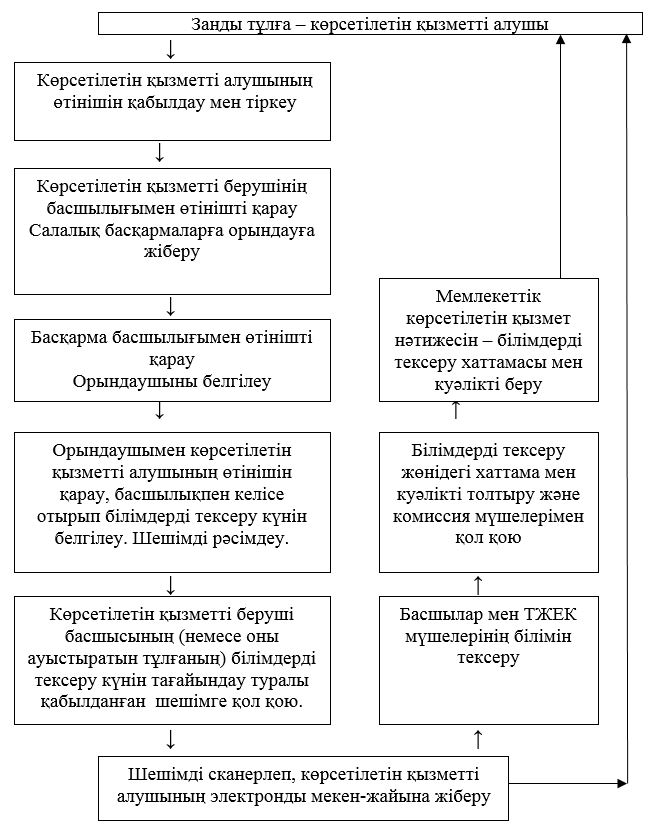 Занды тұлға – көрсетілетін қызметті алушы
Көрсетілетін қызметті алушының
өтінішін қабылдау мен тіркеу
Көрсетілетін қызметті берушінің
басшылығымен өтінішті қарау
Салалық басқармаларға орындауға
жіберу
Басқарма басшылығымен өтінішті
қарау
Орындаушыны белгілеу
Орындаушымен көрсетілетін
қызметті алушының өтінішін
қарау, басшылықпен келісе
отырып білімдерді тексеру күнін
белгілеу. Шешімді рәсімдеу.
Көрсетілетін қызметті беруші
басшысының (немесе оны
ауыстыратын тұлғаның) білімдерді
тексеру күнін тағайындау туралы
қабылданған шешімге қол қою.
Шешімді сканерлеп, көрсетілетін қызметті
алушының электронды мекен-жайына жіберу
Басшылар мен ТЖЕК
мүшелерінің білімін
тексеру
Білімдерді тексеру
жөнідегі хаттама мен
куәлікті толтыру және
комиссия мүшелерімен
қол қою
Мемлекеттік
көрсетілетін қызмет
нәтижесін – білімдерді
тексеру хаттамасы мен
куәлікті беру